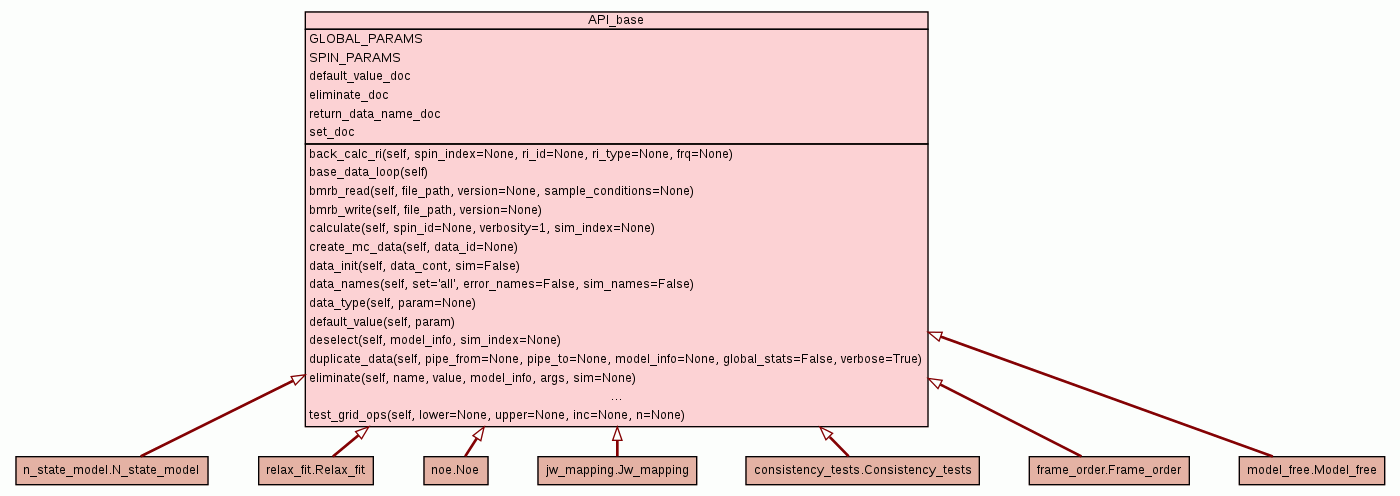 API_base
GLOBAL_PARAMS
SPIN_PARAMS
default_value_doc
eliminate_doc
return_data_name_doc
set_doc
back_calc_ri(self, spin_index=None, ri_id=None, ri_type=None, frq=None)
base_data_loop(self)
bmrb_read(self, file_path, version=None, sample_conditions=None)
bmrb_write(self, file_path, version=None)
calculate(self, spin_id=None, verbosity=1, sim_index=None)
create_mc_data(self, data_id=None)
data_init(self, data_cont, sim=False)
data_names(self, set='all', error_names=False, sim_names=False)
data_type(self, param=None)
default_value(self, param)
deselect(self, model_info, sim_index=None)
duplicate_data(self, pipe_from=None, pipe_to=None, model_info=None, global_stats=False, verbose=True)
eliminate(self, name, value, model_info, args, sim=None)
...
test_grid_ops(self, lower=None, upper=None, inc=None, n=None)
n_state_model.N_state_model
relax_fit.Relax_fit
noe.Noe
jw_mapping.Jw_mapping
consistency_tests.Consistency_tests
frame_order.Frame_order
model_free.Model_free